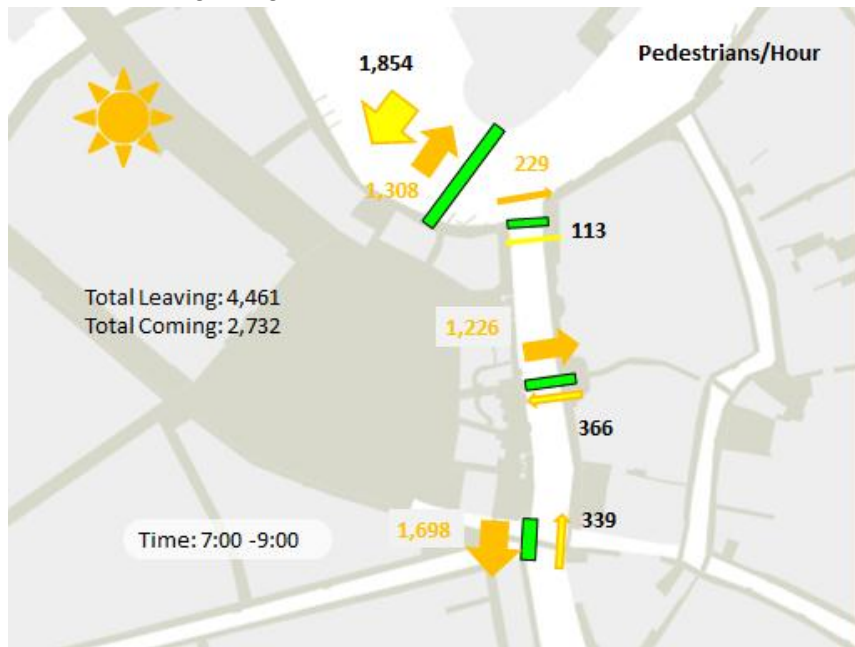 1,854
Pedestrians/Hour
229
1,308
113
Total Leaving: 4,461
Total Coming: 2,732
1,226
366
339
1,698
Time: 7:00 -9:00